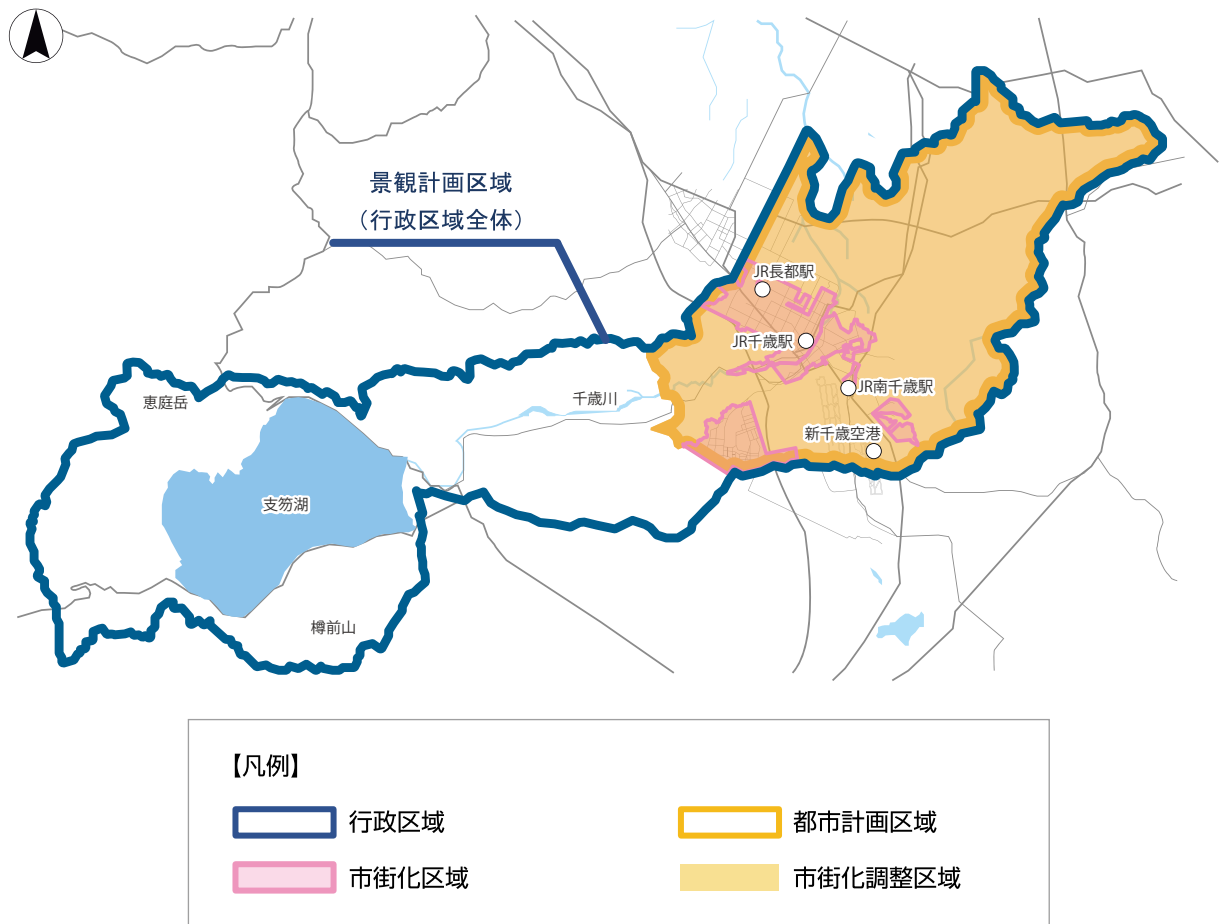 景観計画区域
（行政区域全体）
JR長都駅
JR千歳駅
JR南千歳駅
千歳川
恵庭岳
新千歳空港
支笏湖
樽前山
【凡例】
行政区域
都市計画区域
市街化区域
市街化調整区域